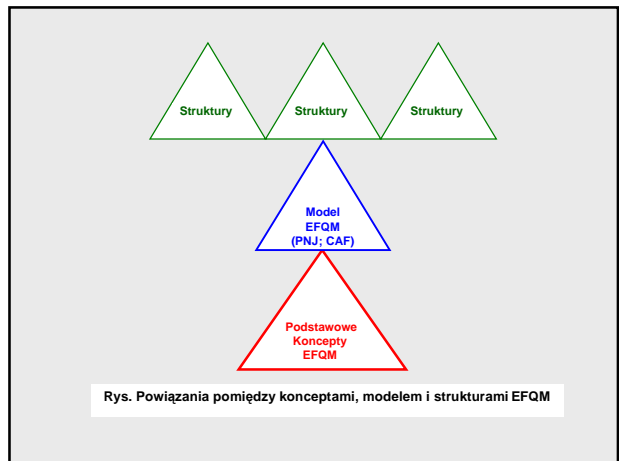 Struktury Struktury Struktury
Model
EFQM
(PNJ; CAF)
Podstawowe
Koncepty
EFQM
Rys. Powiązania pomiędzy konceptami, modelem i strukturami EFQM